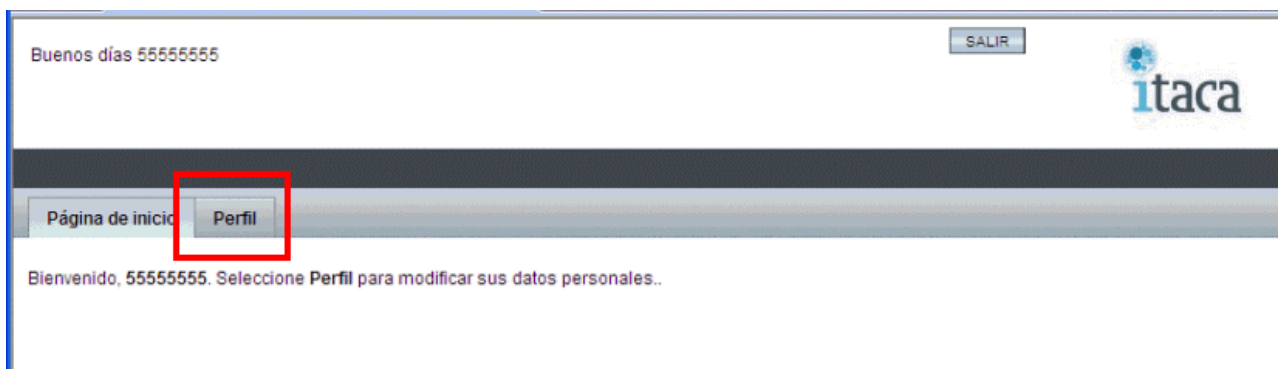 Buenos días 55555555
SALIR
itaca
Página de inicio
Perfil
Bienvenido, 55555555. Seleccione Perfil para modificar sus datos personales..